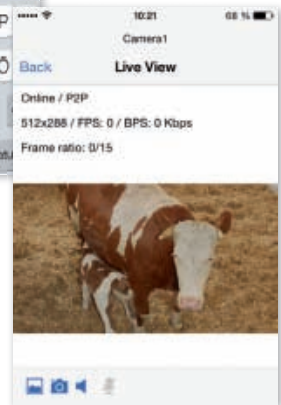 P
10:21
68 %
Camera1
Back
Live View
Online / P2P
512x288 / FPS: 0 / BPS: 0 Kbps
Frame ratio: 0/15